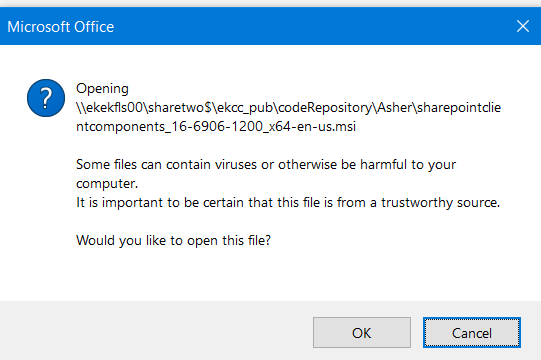 Microsoft Office
?
Opening
\\ekekfls00\sharetwo$\ekcc_pub\codeRepository\Asher\sharepointclie
ntcomponents_16-6906-1200_x64-en-us.msi
Some files can contain viruses or otherwise be harmful to your
computer.
It is important to be certain that this file is from a trustworthy source.
Would you like to open this file?
OK
Cancel